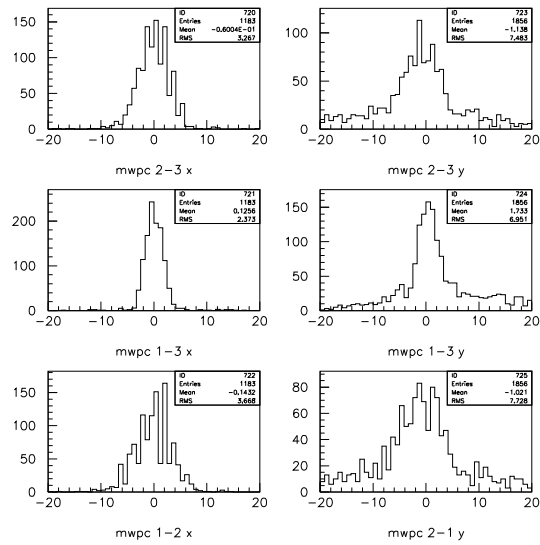 ID 720
Entries 1183
Mean -0.6004E-01
RMS 3.267
150
100
50
0
-20 -10 0 10 20
mwpc 2-3 x
ID 723
Entries 1856
Mean -1.138
RMS 7.483
100
50
0
-20 -10 0 10 20
mwpc 2-3 y
ID 721
Entries 1183
Mean 0.1256
RMS 2.373
200
100
0
-20 -10 0 10 20
mwpc 1-3 x
ID 724
Entries 1856
Mean 1.733
RMS 6.951
150
100
50
0
-20 -10 0 10 20
mwpc 1-3 y
ID 722
Entries 1183
Mean -0.1432
RMS 3.668
150
100
50
0
-20 -10 0 10 20
mwpc 1-2 x
ID 725
Entries 1856
Mean -1.021
RMS 7.728
80
60
40
20
0
-20 -10 0 10 20
mwpc 2-1 y